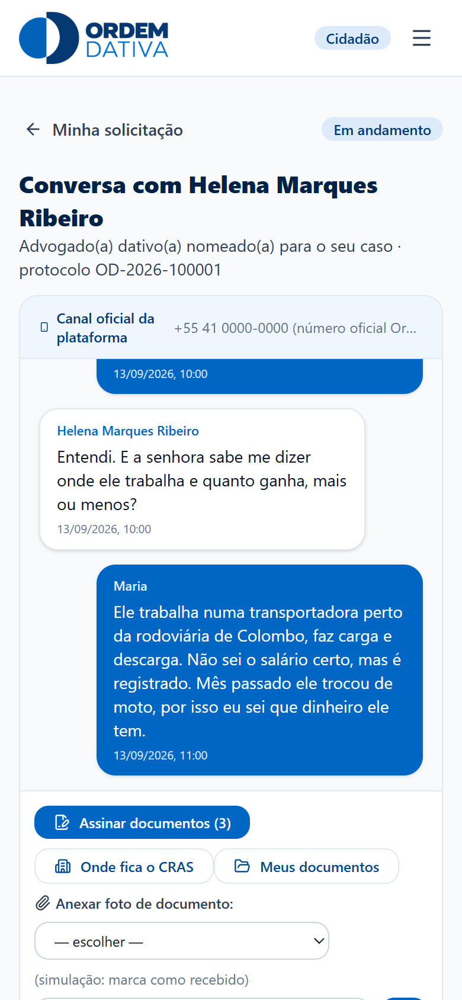 ORDEM
DATIVA
Cidadão
Minha solicitação
Em andamento
Conversa com Helena Marques
Ribeiro
Advogado(a) dativo(a) nomeado(a) para o seu caso ·
protocolo OD-2026-100001
Canal oficial da
plataforma
+55 41 0000-0000 (número oficial Or...
13/09/2026, 10:00
Helena Marques Ribeiro
Entendi. E a senhora sabe me dizer
onde ele trabalha e quanto ganha, mais
ou menos?
13/09/2026, 10:00
Maria
Ele trabalha numa transportadora perto
da rodoviária de Colombo, faz carga e
descarga. Não sei o salário certo, mas é
registrado. Mês passado ele trocou de
moto, por isso eu sei que dinheiro ele
tem.
13/09/2026, 11:00
Assinar documentos (3)
Onde fica o CRAS
Meus documentos
Anexar foto de documento:
— escolher —
(simulação: marca como recebido)